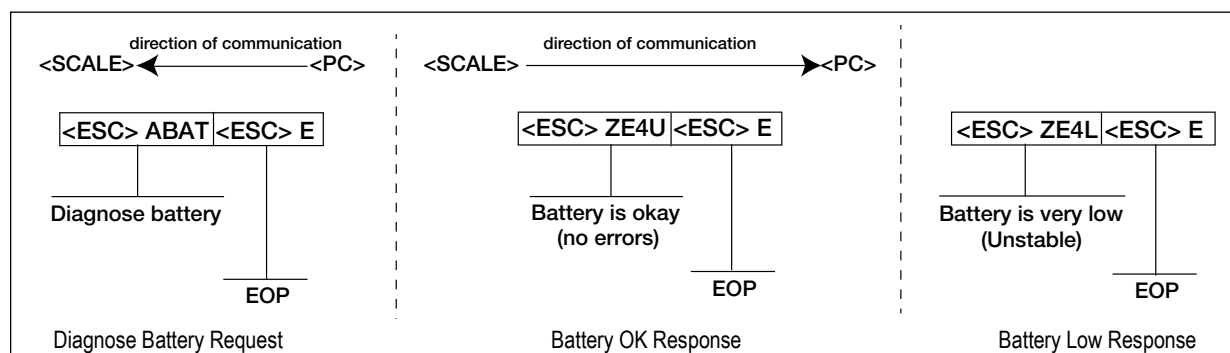 direction of communication
<SCALE> <PC>
<ESC> ABAT <ESC> E
Diagnose battery
EOP
Diagnose Battery Request
direction of communication
<SCALE> <PC>
<ESC> ZE4U <ESC> E
Battery is okay
(no errors)
EOP
Battery OK Response
<ESC> ZE4L <ESC> E
Battery is very low
(Unstable)
EOP
Battery Low Response